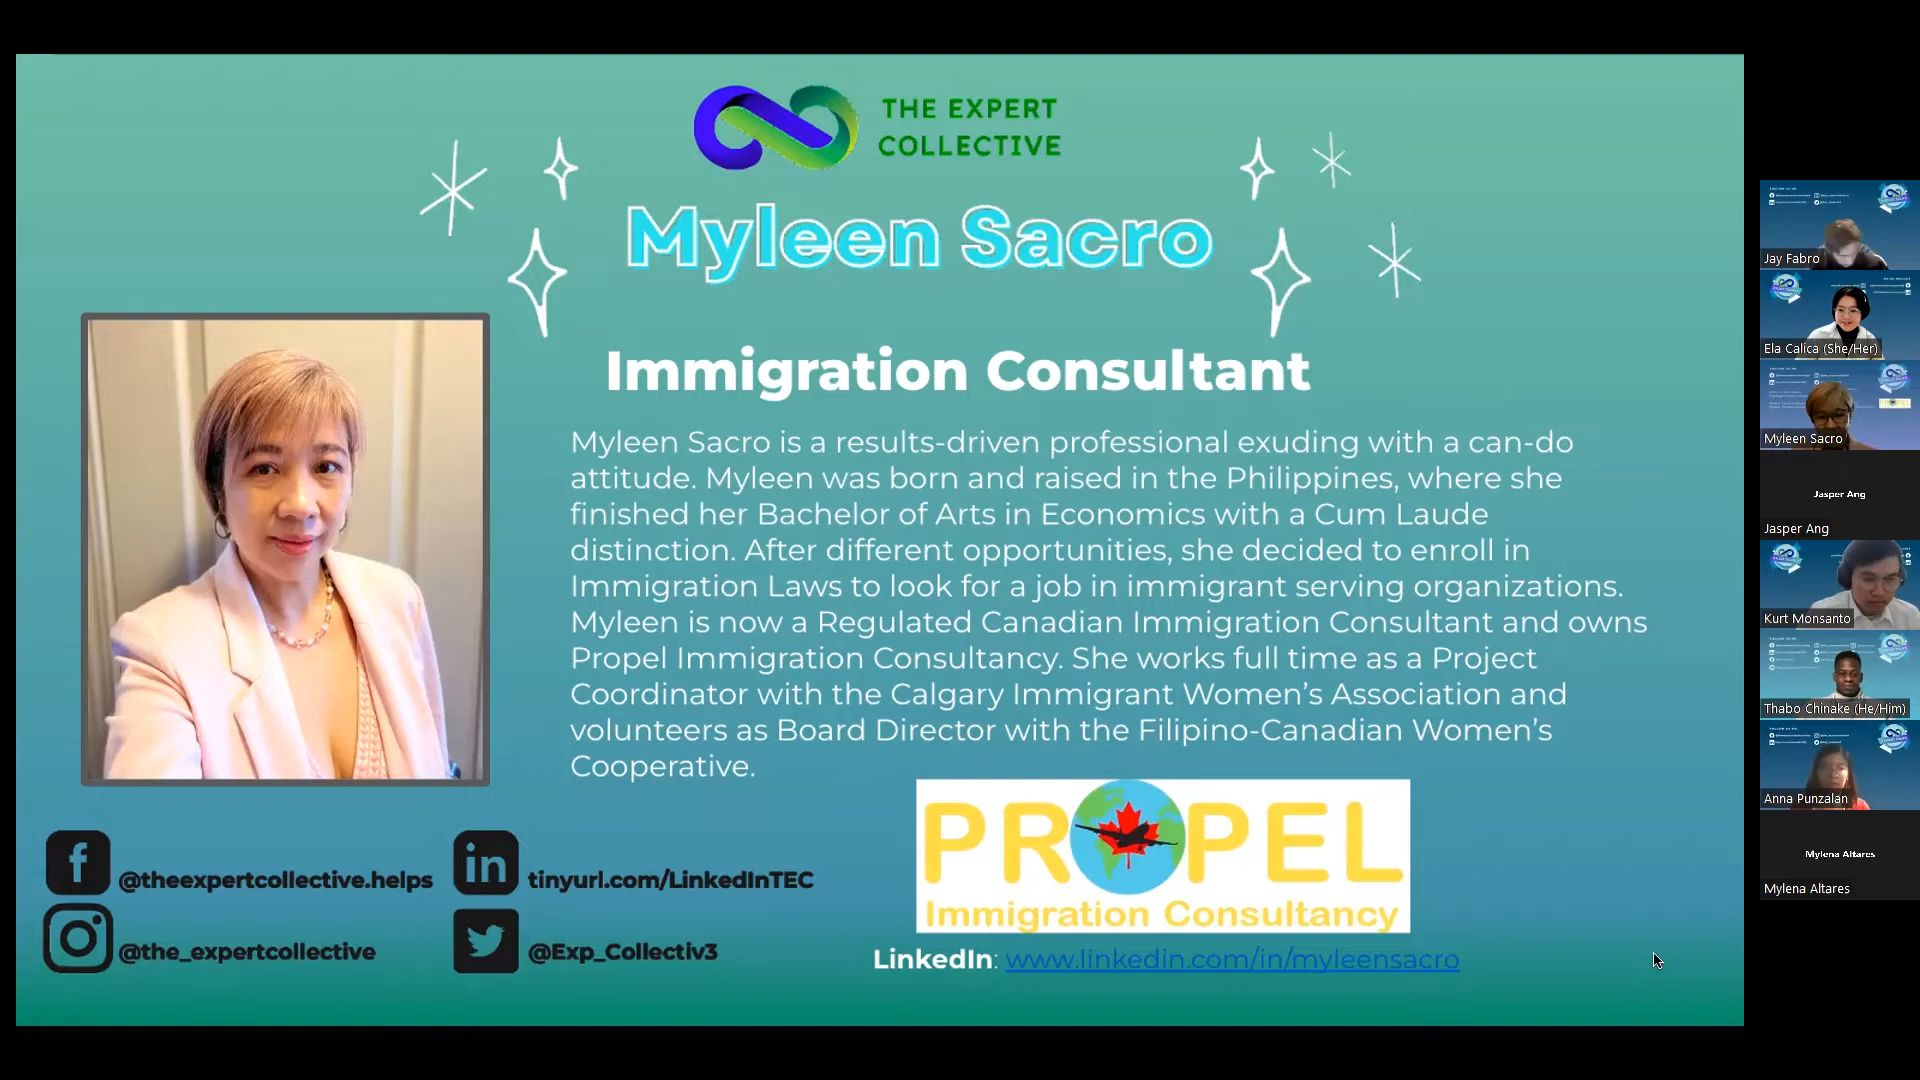 THE EXPERT
COLLECTIVE
Myleen Sacro
Immigration Consultant
Myleen Sacro is a results-driven professional exuding with a can-do
attitude. Myleen was born and raised in the Philippines, where she
finished her Bachelor of Arts in Economics with a Cum Laude
distinction. After different opportunities, she decided to enroll in
Immigration Laws to look for a job in immigrant serving organizations.
Myleen is now a Regulated Canadian Immigration Consultant and owns
Propel Immigration Consultancy. She works full time as a Project
Coordinator with the Calgary Immigrant Women’s Association and
volunteers as Board Director with the Filipino-Canadian Women’s
Cooperative.
PROPEL
Immigration Consultancy
LinkedIn: www.linkedin.com/in/myleensacro
@theexpertcollective.helps
tinyurl.com/LinkedInTEC
@the_expertcollective
@Exp_Collectiv3
Jay Fabro
Ela Calica (She/Her)
Myleen Sacro
Jasper Ang
Jasper Ang
Kurt Monsanto
Thabo Chinake (He/Him)
Anna Punzalan
Mylena Altares
Mylena Altares